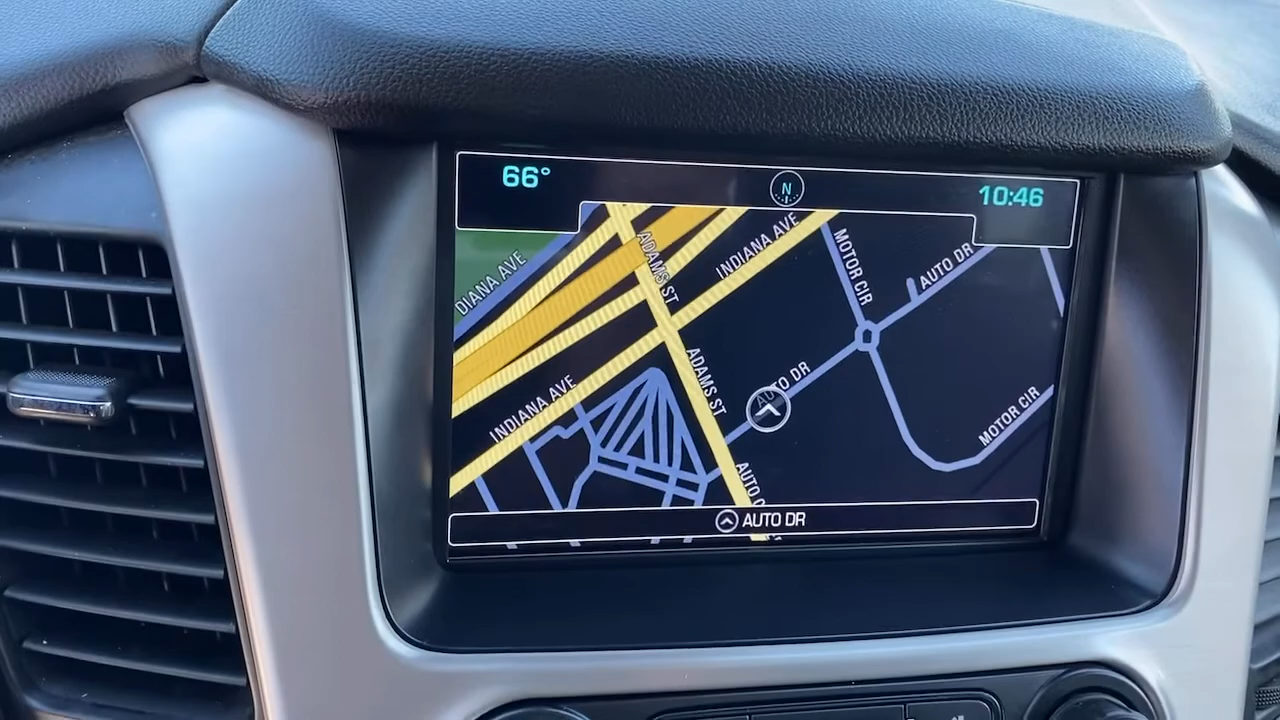 66°
N
10:46
DIANA AVE
ADAMS ST
INDIANA AVE
MOTOR CIR
AUTO DR
INDIANA AVE
ADAMS ST
AUTO DR
MOTOR CIR
AUTO
AUTO DR